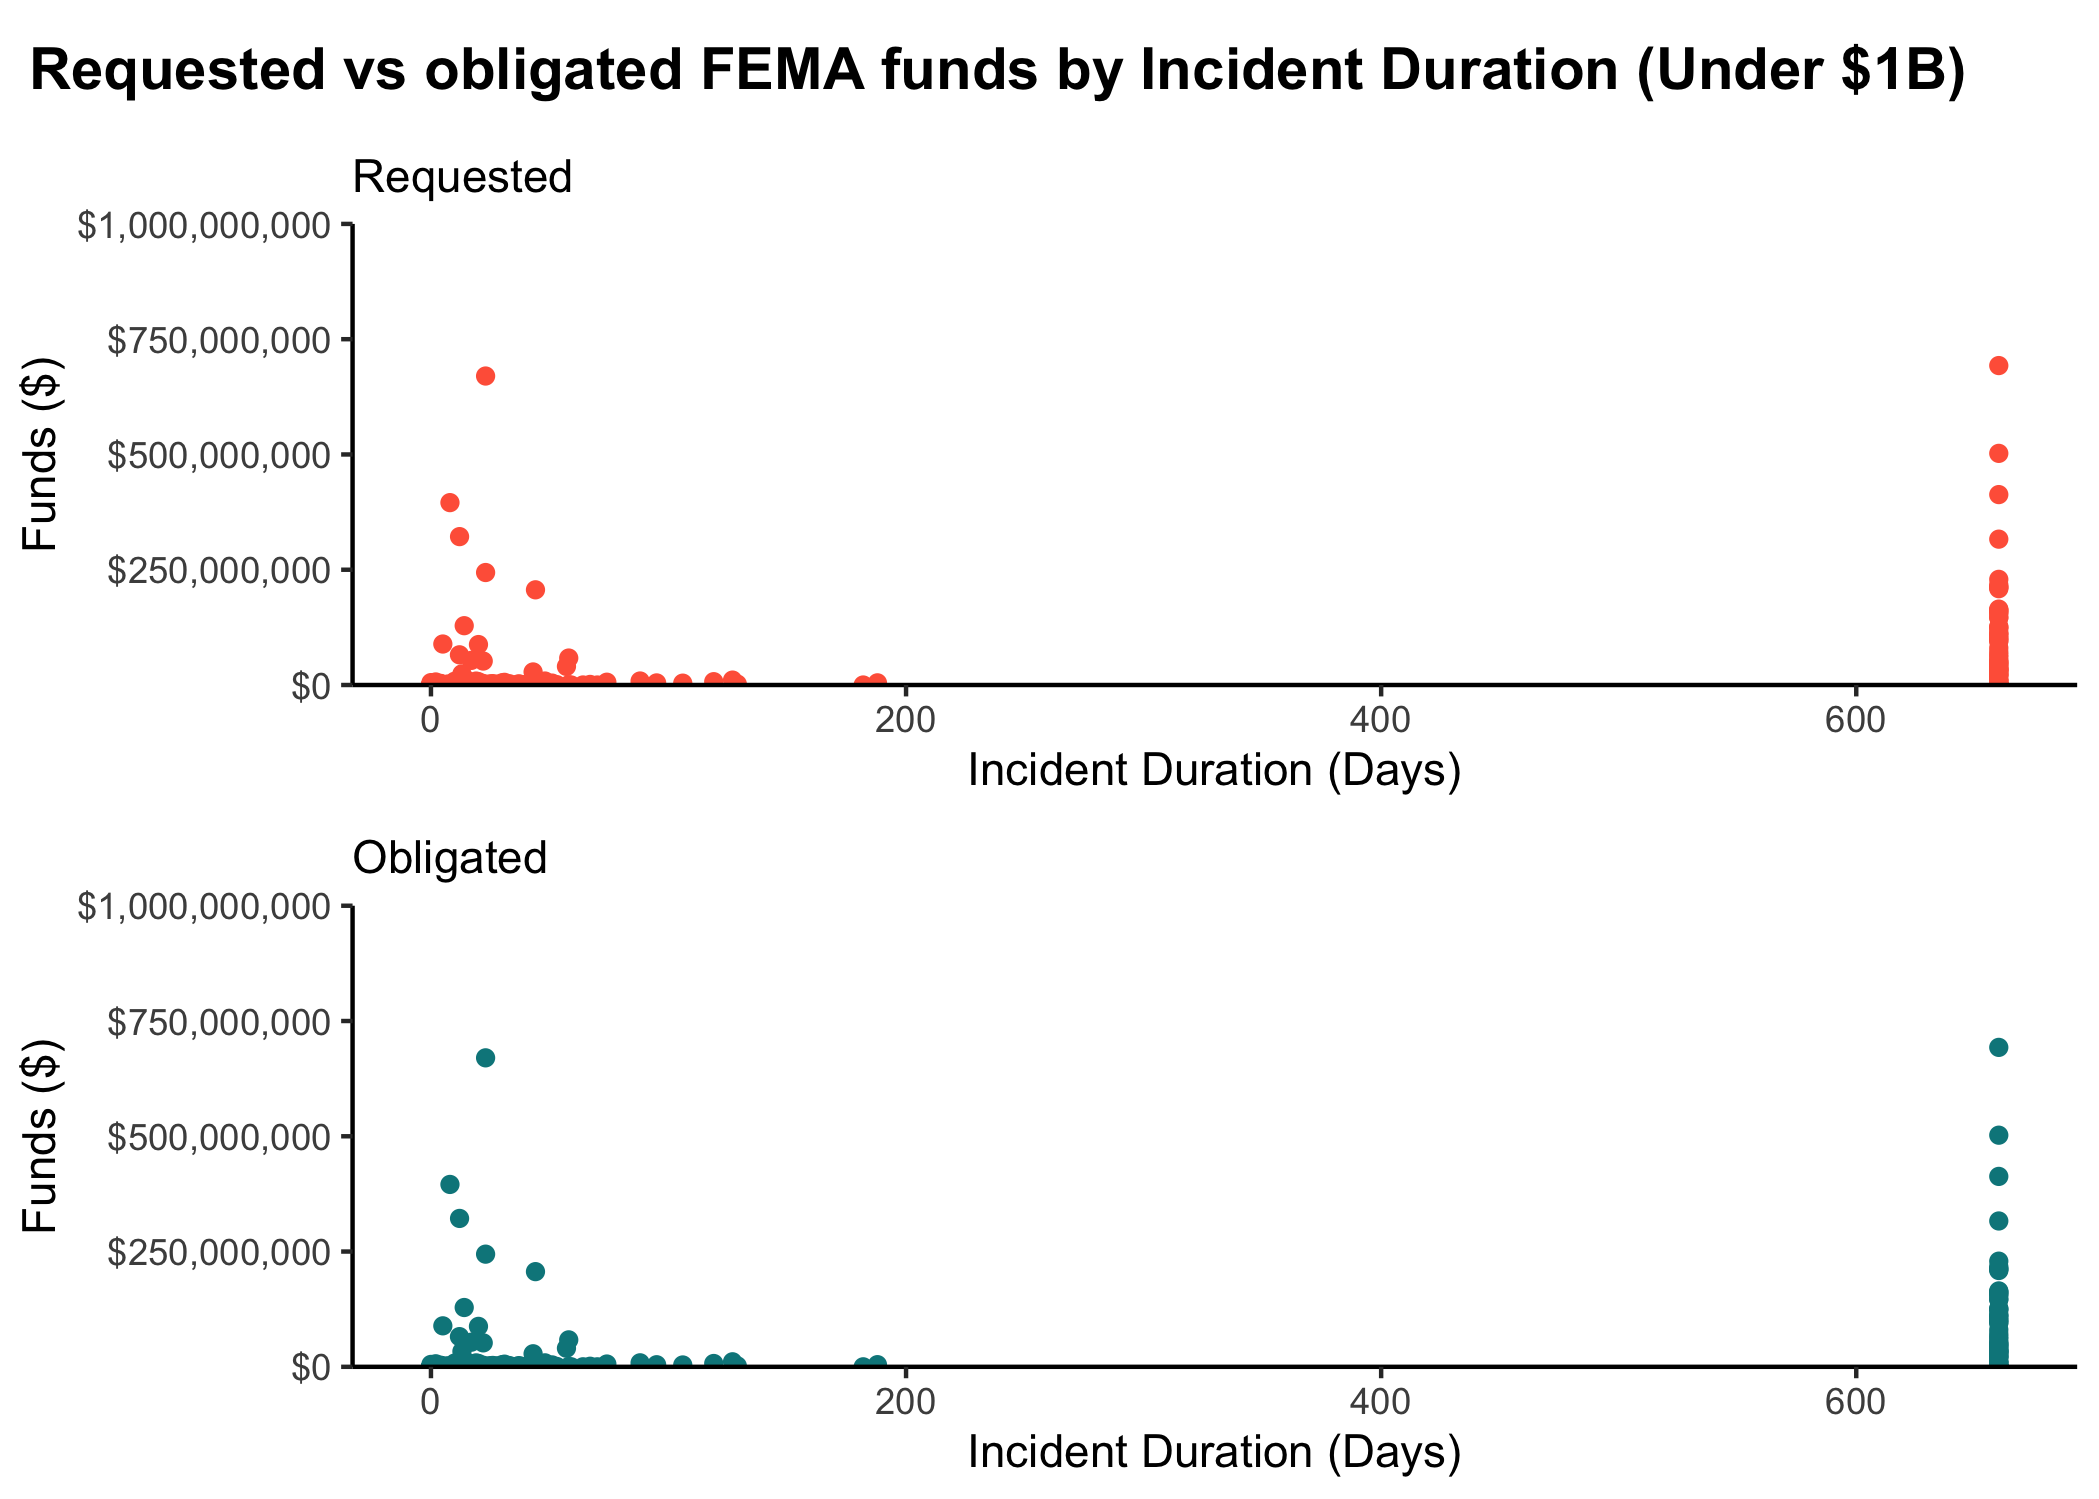 Requested vs obligated FEMA funds by Incident Duration (Under $1B)
Requested
$1,000,000,000
$750,000,000
$500,000,000
$250,000,000
$0
Funds ($)
0 200 400 600
Incident Duration (Days)
Obligated
$1,000,000,000
$750,000,000
$500,000,000
$250,000,000
$0
Funds ($)
0 200 400 600
Incident Duration (Days)